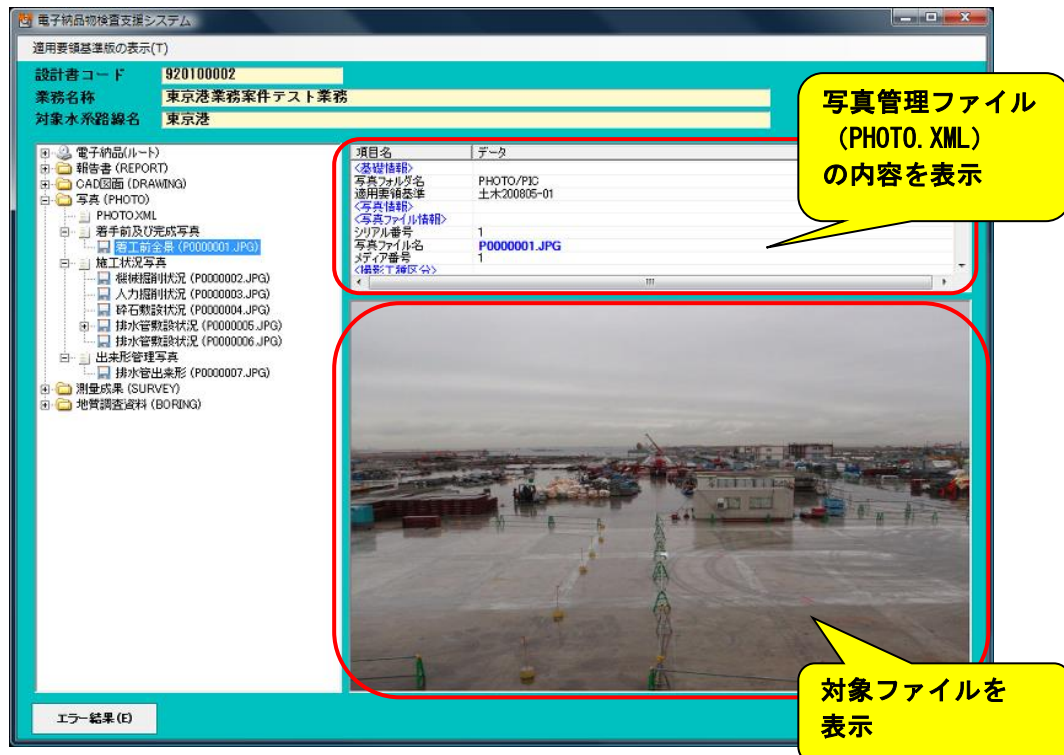 電子納品物検査支援システム
適用要領基準版の表示(T)
設計書コード 920100002
業務名称 東京港業務案件テスト業務
対象水系路線名 東京港
写真管理ファイル
(PHOTO.XML)
の内容を表示
電子納品(ルート)
報告書 (REPORT)
CAD図面 (DRAWING)
写真 (PHOTO)
PHOTO.XML
着手前及び完成写真
着工前全景 (P0000001.JPG)
施工状況写真
機械掘削状況 (P0000002.JPG)
人力掘削状況 (P0000003.JPG)
砕石敷設状況 (P0000004.JPG)
排水管敷設状況 (P0000005.JPG)
排水管敷設状況 (P0000006.JPG)
出来形管理写真
排水管出来形 (P0000007.JPG)
測量成果 (SURVEY)
地質調査資料 (BORING)
項目名 データ
<基礎情報>
写真フォルダ名 PHOTO/PIC
適用要領基準 土木200805-01
<写真情報>
<写真ファイル情報>
シリアル番号 1
写真ファイル名 P0000001.JPG
メディア番号 1
<撮影工種区分>
対象ファイルを
表示
エラー結果(E)